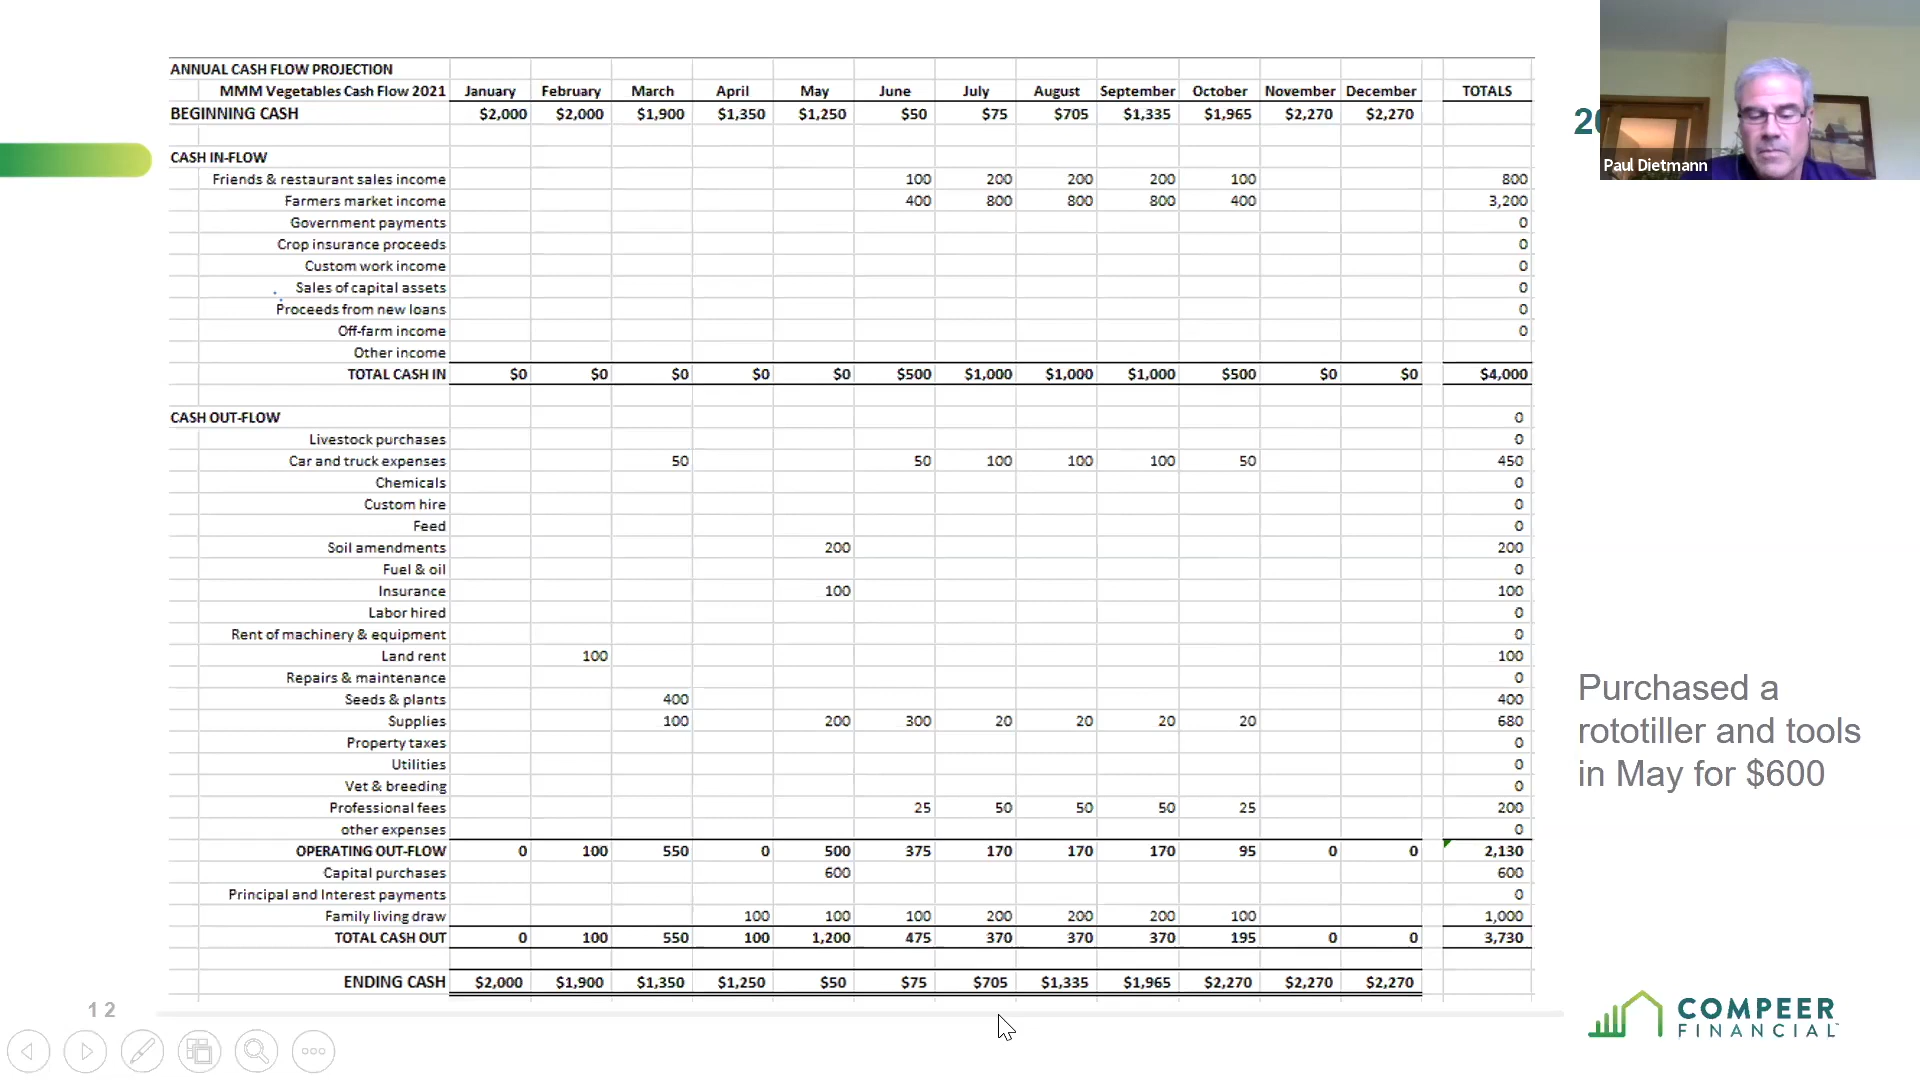 ANNUAL CASH FLOW PROJECTION
MMM Vegetables Cash Flow 2021 January February March April May June July August September October November December TOTALS
BEGINNING CASH $2,000 $2,000 $1,900 $1,350 $1,250 $50 $75 $705 $1,335 $1,965 $2,270 $2,270
Paul Dietmann
CASH IN-FLOW
Friends & restaurant sales income 100 200 200 200 100 800
Farmers market income 400 800 800 800 400 3,200
Government payments 0
Crop insurance proceeds 0
Custom work income 0
Sales of capital assets 0
Proceeds from new loans 0
Off-farm income 0
Other income
TOTAL CASH IN $0 $0 $0 $0 $0 $500 $1,000 $1,000 $1,000 $500 $0 $0 $4,000
CASH OUT-FLOW 0
Livestock purchases 0
Car and truck expenses 50 50 100 100 100 50 450
Chemicals 0
Custom hire 0
Feed 0
Soil amendments 200 200
Fuel & oil 0
Insurance 100 100
Labor hired 0
Rent of machinery & equipment 0
Land rent 100 100
Repairs & maintenance 0
Seeds & plants 400 400
Supplies 100 200 300 20 20 20 20 680
Property taxes 0
Utilities 0
Vet & breeding 0
Professional fees 25 50 50 50 25 200
other expenses 0
OPERATING OUT-FLOW 0 100 550 0 500 375 170 170 170 95 0 0 2,130
Capital purchases 600 600
Principal and Interest payments 0
Family living draw 100 100 100 200 200 200 100 1,000
TOTAL CASH OUT 0 100 550 100 1,200 475 370 370 370 195 0 0 3,730
ENDING CASH $2,000 $1,900 $1,350 $1,250 $50 $75 $705 $1,335 $1,965 $2,270 $2,270 $2,270
Purchased a
rototiller and tools
in May for $600
12
COMPEER
FINANCIAL